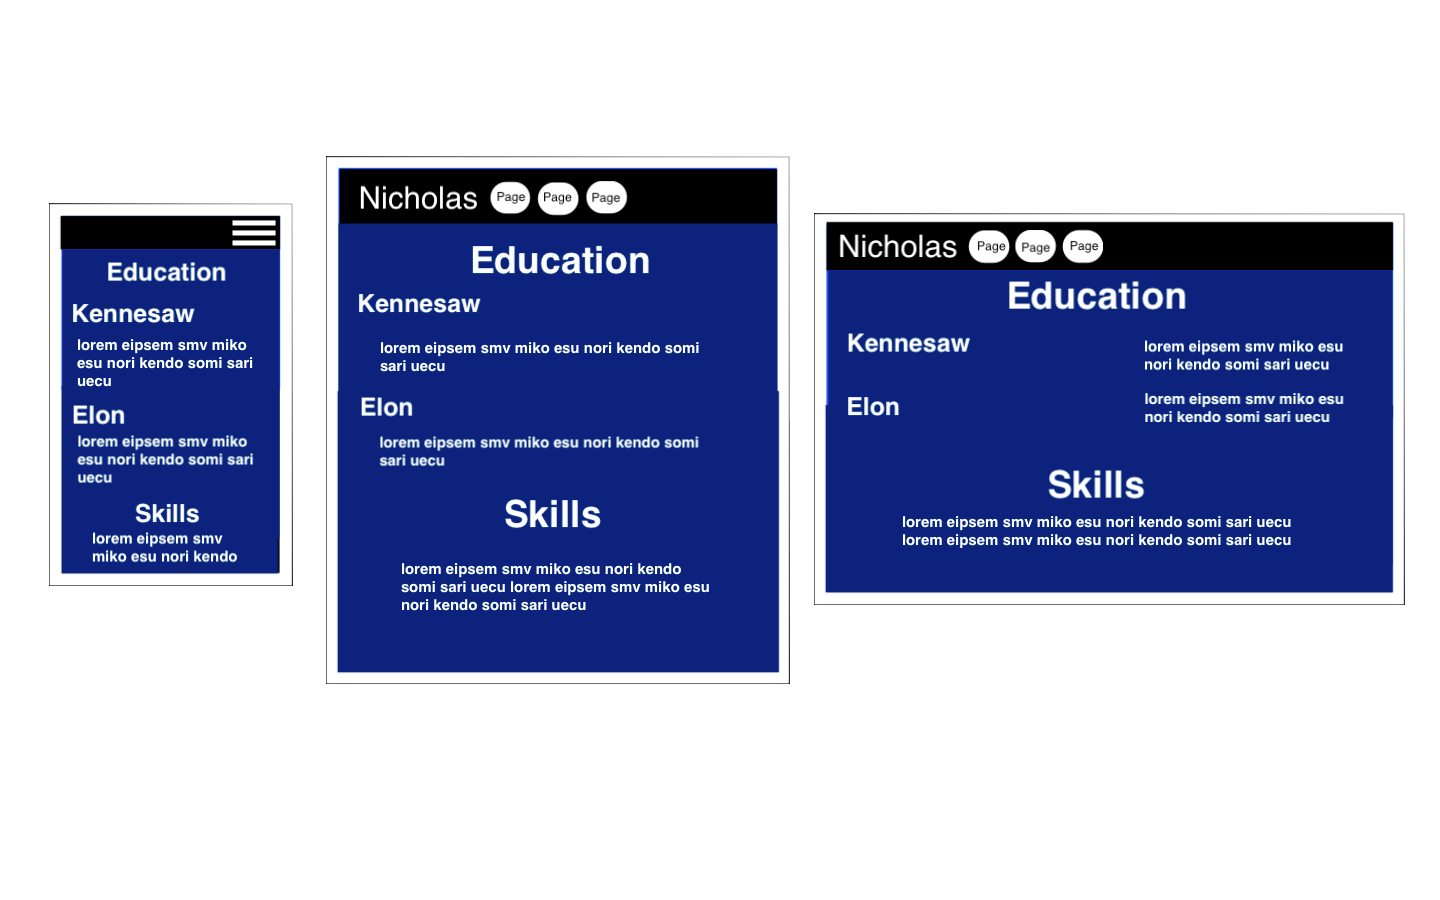 Education
Kennesaw
lorem eipsem smv miko
esu nori kendo somi sari
uecu
Elon
lorem eipsem smv miko
esu nori kendo somi sari
uecu
Skills
lorem eipsem smv
miko esu nori kendo
Nicholas Page Page Page
Education
Kennesaw
lorem eipsem smv miko esu nori kendo somi
sari uecu
Elon
lorem eipsem smv miko esu nori kendo somi
sari uecu
Skills
lorem eipsem smv miko esu nori kendo
somi sari uecu lorem eipsem smv miko esu
nori kendo somi sari uecu
Nicholas Page Page Page
Education
Kennesaw
lorem eipsem smv miko esu
nori kendo somi sari uecu
Elon
lorem eipsem smv miko esu
nori kendo somi sari uecu
Skills
lorem eipsem smv miko esu nori kendo somi sari uecu
lorem eipsem smv miko esu nori kendo somi sari uecu